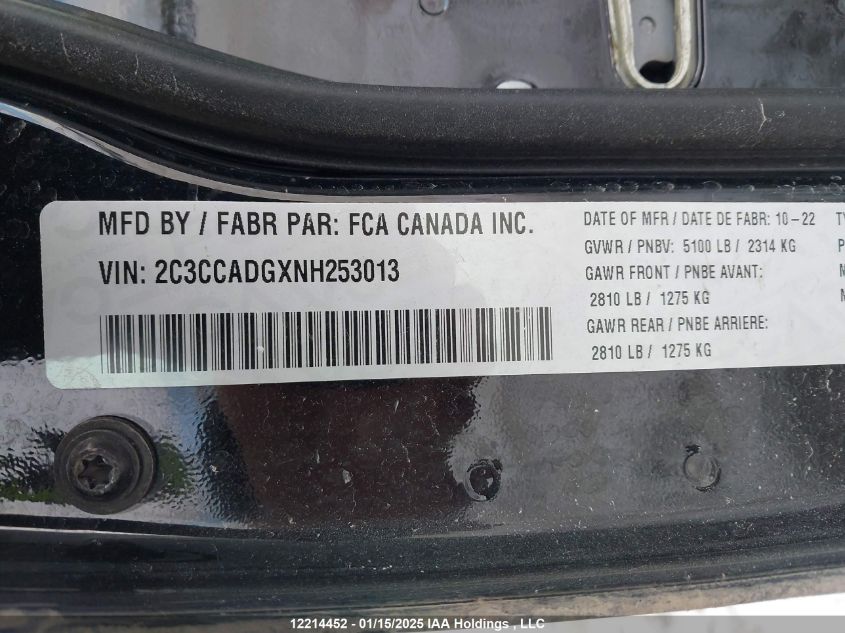 MFD BY / FABR PAR: FCA CANADA INC.
VIN: 2C3CCADGXNH253013
DATE OF MFR / DATE DE FABR: 10-22
GVWR / PNBV: 5100 LB / 2314 KG
GAWR FRONT / PNBE AVANT:
2810 LB / 1275 KG
GAWR REAR / PNBE ARRIERE:
2810 LB / 1275 KG
12214452 - 01/15/2025 IAA Holdings, LLC